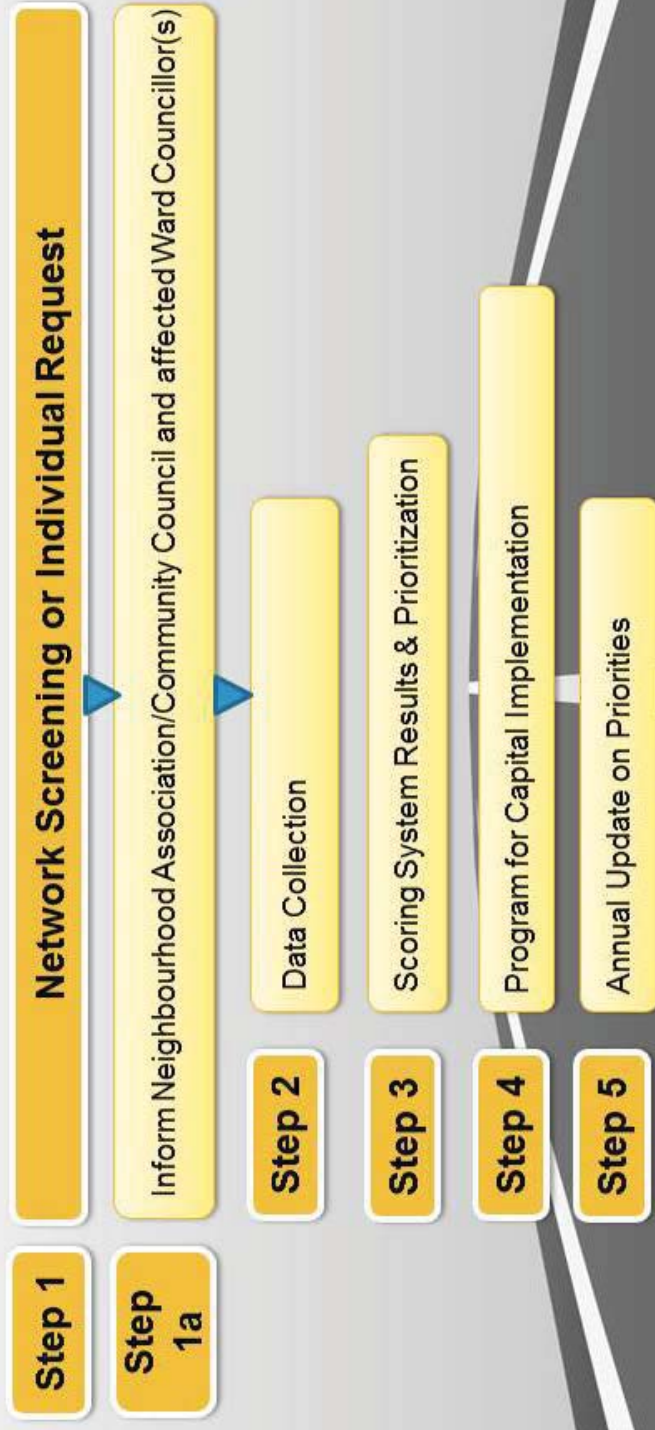 Step 1
Network Screening or Individual Request
Step
1a
Inform Neighbourhood Association/Community Council and affected Ward Councillor(s)
Step 2
Data Collection
Step 3
Scoring System Results & Prioritization
Step 4
Program for Capital Implementation
Step 5
Annual Update on Priorities